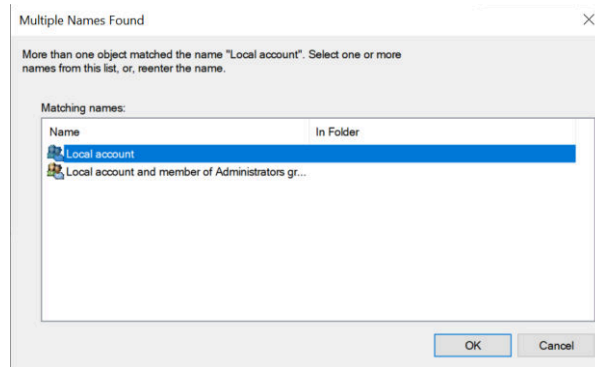 Multiple Names Found
More than one object matched the name "Local account". Select one or more
names from this list, or, reenter the name.
Matching names:
Name In Folder
Local account
Local account and member of Administrators gr...
OK Cancel